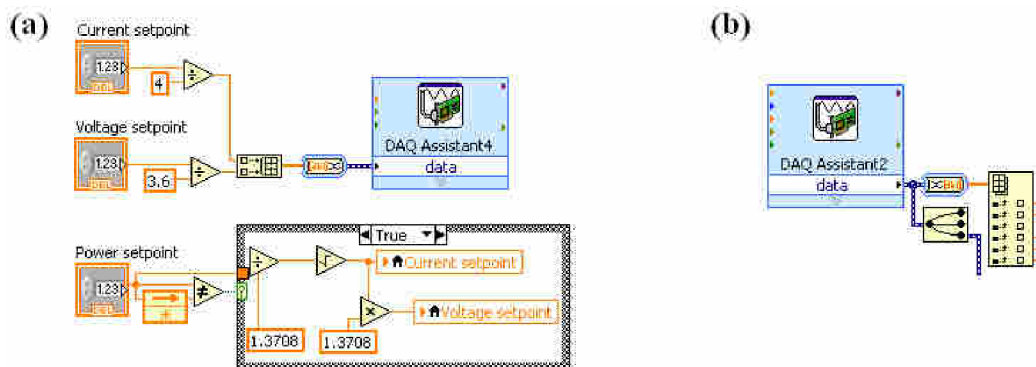 (a)
Current setpoint
1.23
DBL
4
Voltage setpoint
1.23
DBL
3.6
DAQ Assistant4
data
Power setpoint
1.23
DBL
True
Current setpoint
Voltage setpoint
1.3708
1.3708
(b)
DAQ Assistant2
data